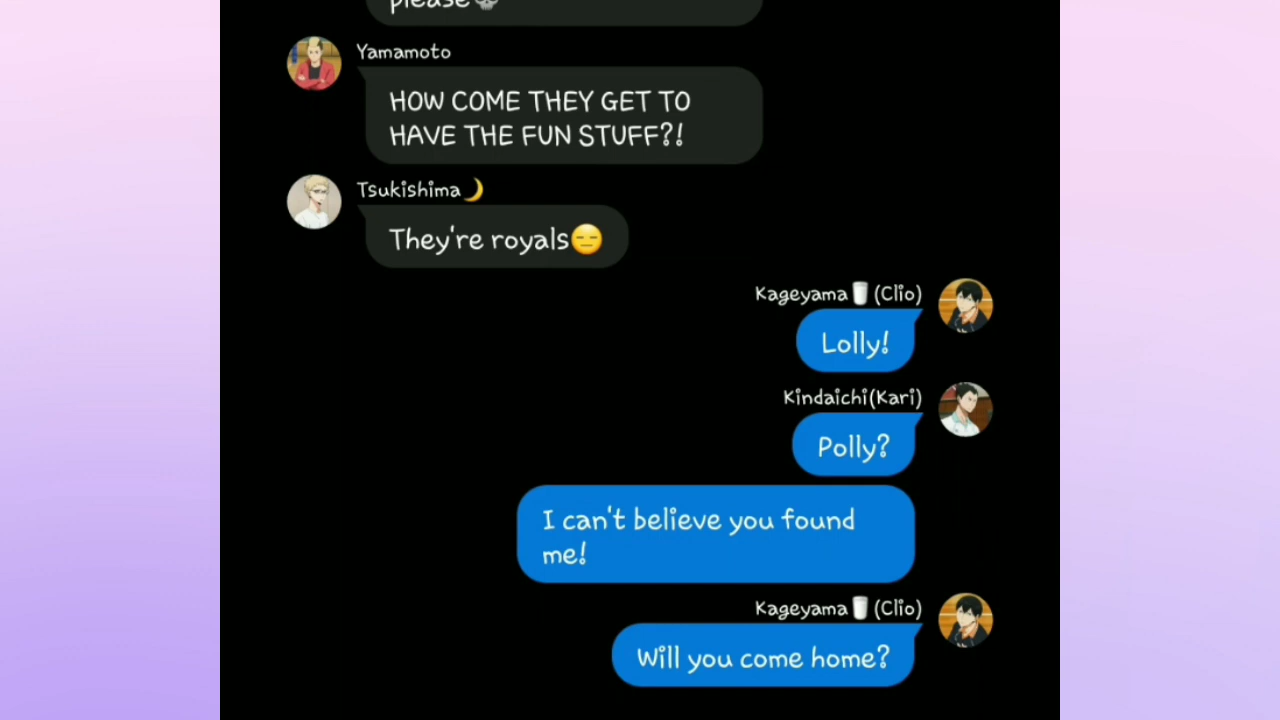 please💀
Yamamoto
HOW COME THEY GET TO
HAVE THE FUN STUFF?!
Tsukishima🌙
They're royals😑
Kageyama🥛(Clio)
Lolly!
Kindaichi(Kari)
Polly?
I can't believe you found
me!
Kageyama🥛(Clio)
Will you come home?